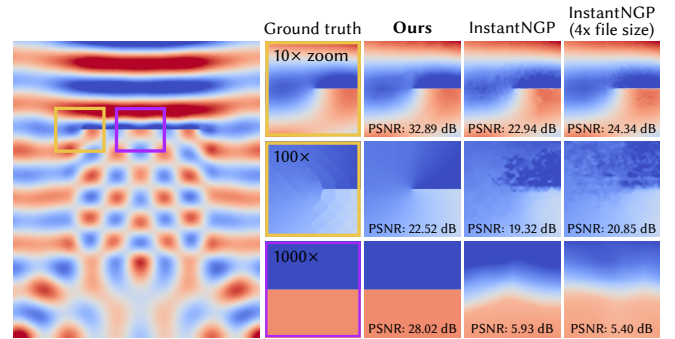 Ground truth
Ours
InstantNGP
InstantNGP
(4x file size)
10× zoom
PSNR: 32.89 dB
PSNR: 22.94 dB
PSNR: 24.34 dB
100×
PSNR: 22.52 dB
PSNR: 19.32 dB
PSNR: 20.85 dB
1000×
PSNR: 28.02 dB
PSNR: 5.93 dB
PSNR: 5.40 dB